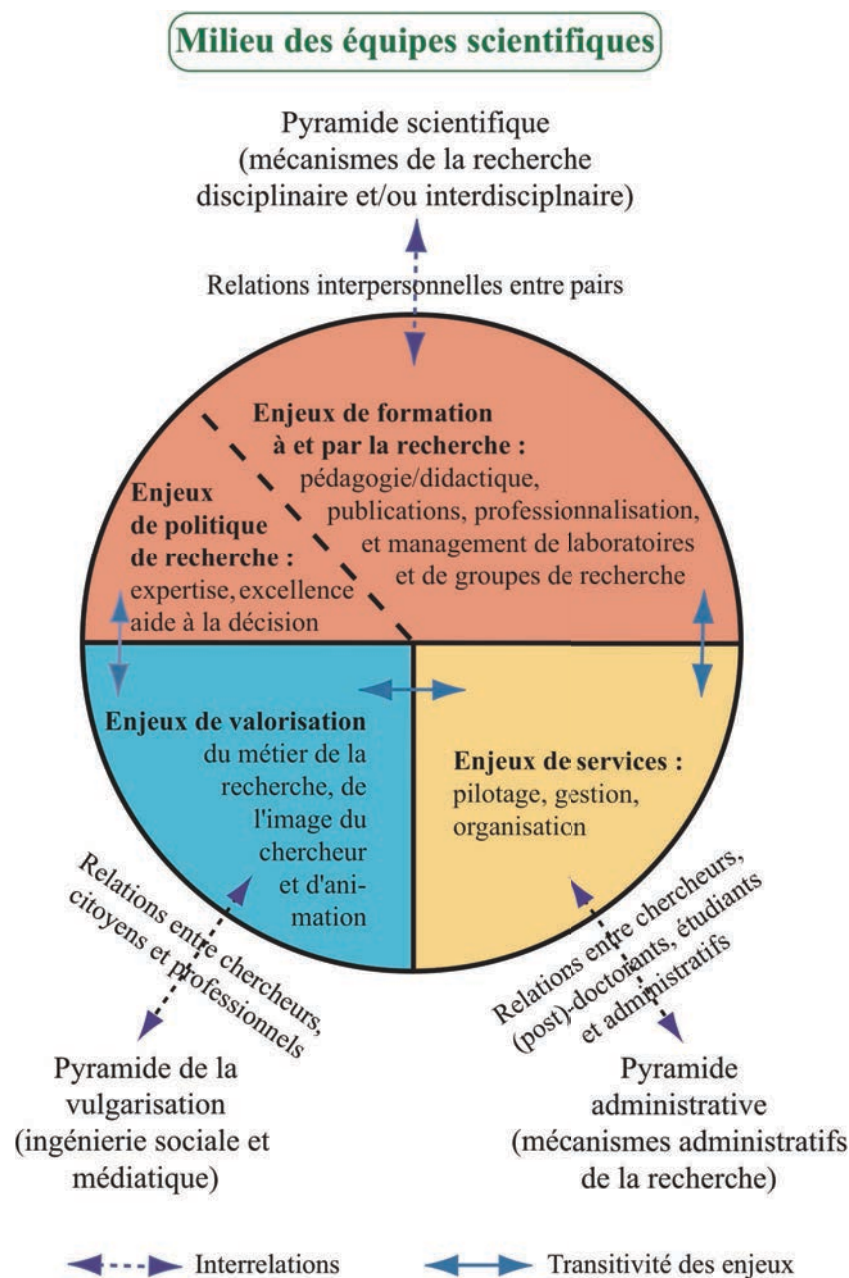 Milieu des équipes scientifiques
Pyramide scientifique
(mécanismes de la recherche
disciplinaire et/ou interdisciplnaire)
Relations interpersonnelles entre pairs
Enjeux de formation
à et par la recherche :
pédagogie/didactique,
publications, professionnalisation,
et management de laboratoires
et de groupes de recherche
Enjeux
de politique
de recherche :
expertise, excellence
aide à la décision
Enjeux de valorisation
du métier de la
recherche, de
l'image du
chercheur
et d'ani-
mation
Enjeux de services :
pilotage, gestion,
organisation
Relations entre chercheurs,
citoyens et professionnels
Relations entre chercheurs,
(post)-doctorants, étudiants
et administratifs
Pyramide de la
vulgarisation
(ingénierie sociale et
médiatique)
Pyramide
administrative
(mécanismes administratifs
de la recherche)
Interrelations
Transitivité des enjeux